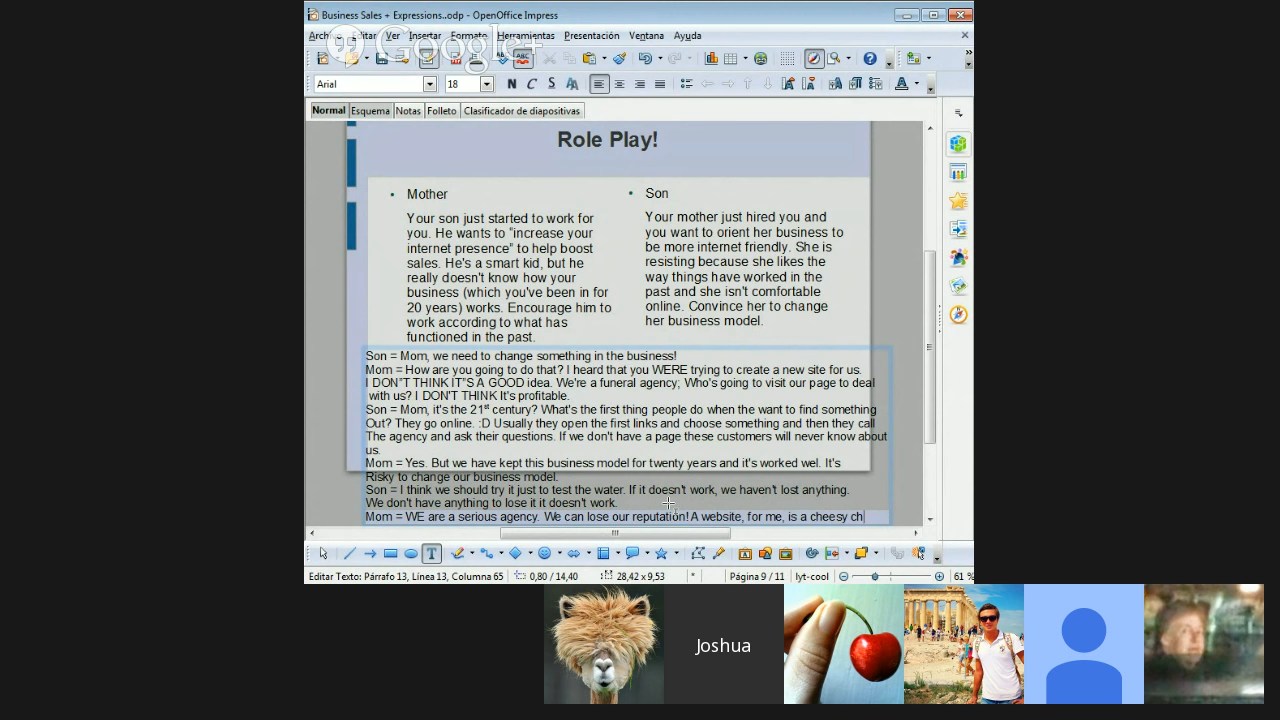 Business Sales + Expressions..odp - OpenOffice Impress
Archivo Editar Ver Insertar Formato Herramientas Presentación Ventana Ayuda
Google+
Arial 18 N C S
Normal Esquema Notas Folleto Clasificador de diapositivas
Role Play!
• Mother
Your son just started to work for
you. He wants to "increase your
internet presence" to help boost
sales. He's a smart kid, but he
really doesn't know how your
business (which you've been in for
20 years) works. Encourage him to
work according to what has
functioned in the past.
• Son
Your mother just hired you and
you want to orient her business to
be more internet friendly. She is
resisting because she likes the
way things have worked in the
past and she isn't comfortable
online. Convince her to change
her business model.
Son = Mom, we need to change something in the business!
Mom = How are you going to do that? I heard that you WERE trying to create a new site for us.
I DON"T THINK IT"S A GOOD idea. We're a funeral agency; Who's going to visit our page to deal
with us? I DON'T THINK It's profitable.
Son = Mom, it's the 21st century? What's the first thing people do when the want to find something
Out? They go online. :D Usually they open the first links and choose something and then they call
The agency and ask their questions. If we don't have a page these customers will never know about
us.
Mom = Yes. But we have kept this business model for twenty years and it's worked wel. It's
Risky to change our business model.
Son = I think we should try it just to test the water. If it doesn't work, we haven't lost anything.
We don't have anything to lose it it doesn't work.
Mom = WE are a serious agency. We can lose our reputation! A website, for me, is a cheesy ch
Editar Texto: Párrafo 13, Línea 13, Columna 65 0,80 / 14,40 28,42 x 9,53 * Página 9 / 11 lyt-cool 61 %
Joshua